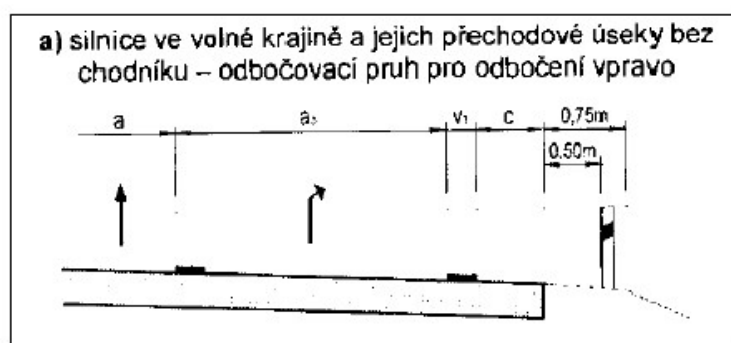 a) silnice ve volné krajině a jejich přechodové úseky bez
chodníku – odbočovací pruh pro odbočení vpravo
a a₅ v₁ c 0,75m
0,50m